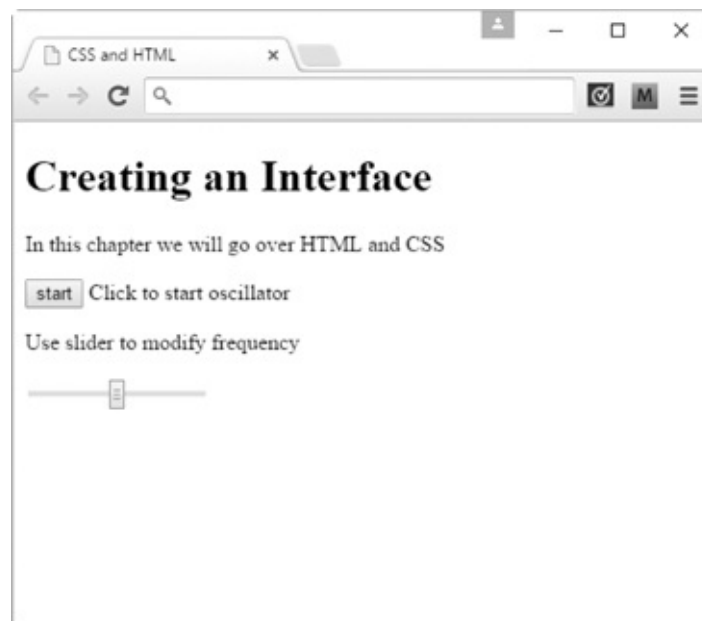 CSS and HTML
M
Creating an Interface
In this chapter we will go over HTML and CSS
start Click to start oscillator
Use slider to modify frequency